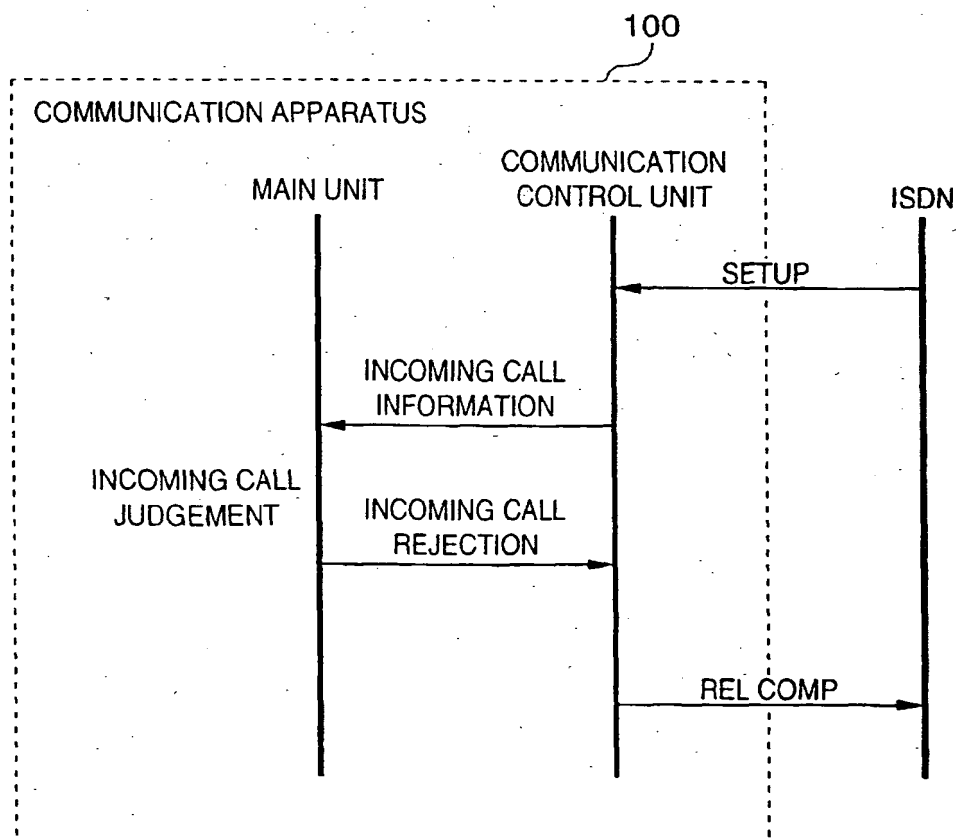 100
COMMUNICATION APPARATUS
MAIN UNIT
COMMUNICATION
CONTROL UNIT
ISDN
SETUP
INCOMING CALL
INFORMATION
INCOMING CALL
JUDGEMENT
INCOMING CALL
REJECTION
REL COMP